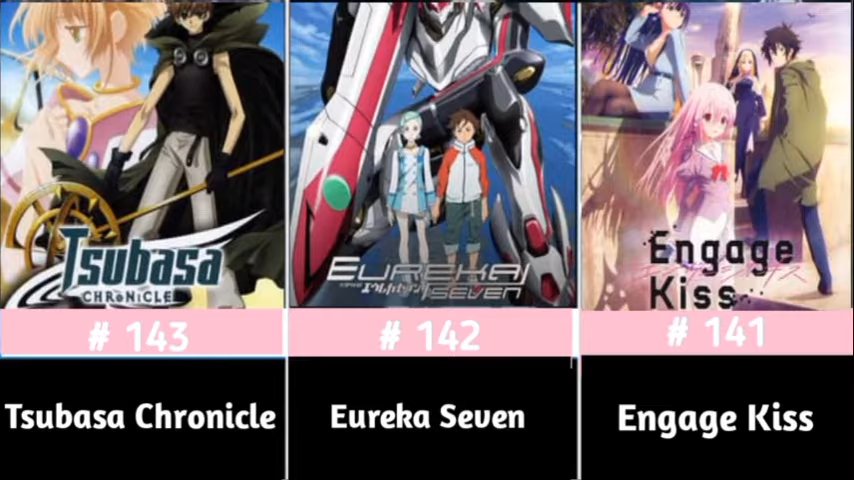 Tsubasa
CHRoNiCLE
# 143
Tsubasa Chronicle
EUREKA
SEVEN
# 142
Eureka Seven
Engage
Kiss
# 141
Engage Kiss